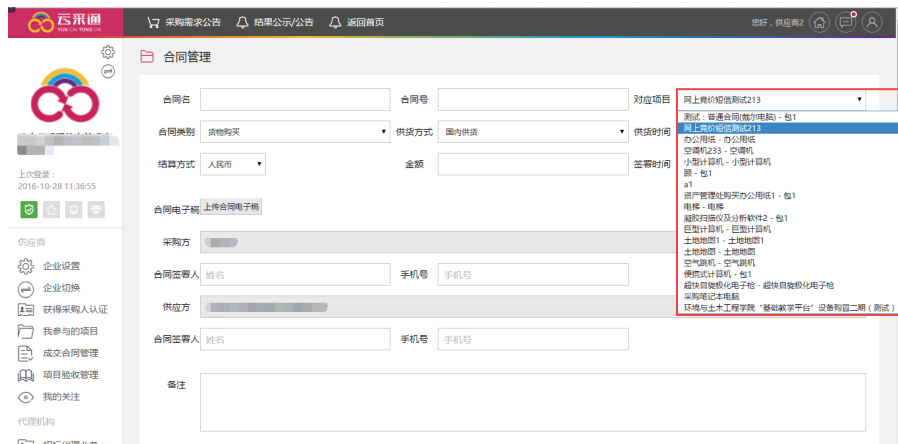 云采通 采购需求公告 结果公示/公告 返回首页 您好，供应商2
YUN CAI TONG.CN
合同管理
合同名 合同号 对应项目 网上竞价短信测试213
合同类别 货物购买 供货方式 国内供货 供货时间
结算方式 人民币 金额 签署时间
测试：普通合同(戴尔电脑) - 包1
网上竞价短信测试213
办公用纸 - 办公用纸
空调机233 - 空调机
小型计算机 - 小型计算机
顾 - 包1
a1
资产管理处购买办公用纸1 - 包1
电梯 - 电梯
凝胶扫描仪及分析软件2 - 包1
巨型计算机 - 巨型计算机
土地地图1 - 土地地图1
土地地图 - 土地地图
空气跳机 - 空气跳机
便携式计算机 - 包1
超快自旋极化电子枪 - 超快自旋极化电子枪
采购笔记本电脑
环境与土木工程学院“基础教学平台”设备购置二期（测试）
合同电子稿 上传合同电子稿
采购方
合同签署人 姓名 手机号 手机号
供应方
合同签署人 姓名 手机号 手机号
备注
上次登录：
2016-10-28 11:36:55
供应商
企业设置
企业切换
获得采购人认证
我参与的项目
成交合同管理
项目验收管理
我的关注
代理机构